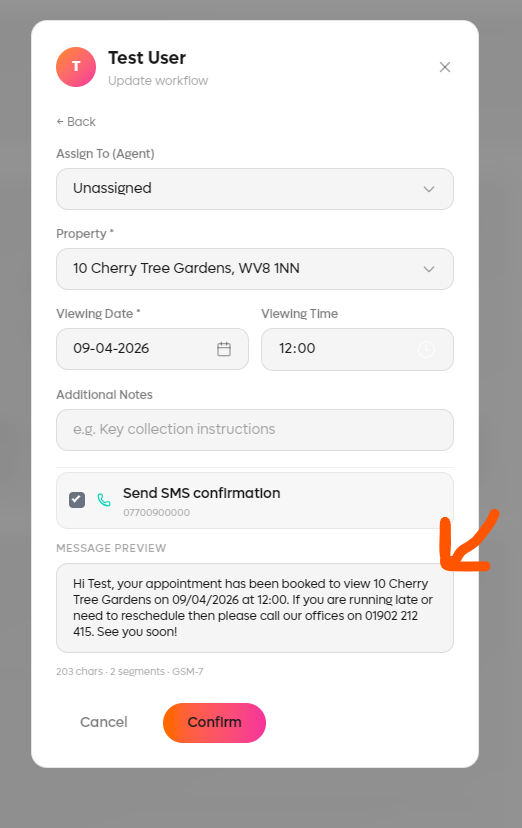 T
Test User
Update workflow
← Back
Assign To (Agent)
Unassigned
Property *
10 Cherry Tree Gardens, WV8 1NN
Viewing Date *
Viewing Time
09-04-2026
12:00
Additional Notes
e.g. Key collection instructions
Send SMS confirmation
07700900000
MESSAGE PREVIEW
Hi Test, your appointment has been booked to view 10 Cherry
Tree Gardens on 09/04/2026 at 12:00. If you are running late or
need to reschedule then please call our offices on 01902 212
415. See you soon!
203 chars · 2 segments · GSM-7
Cancel
Confirm